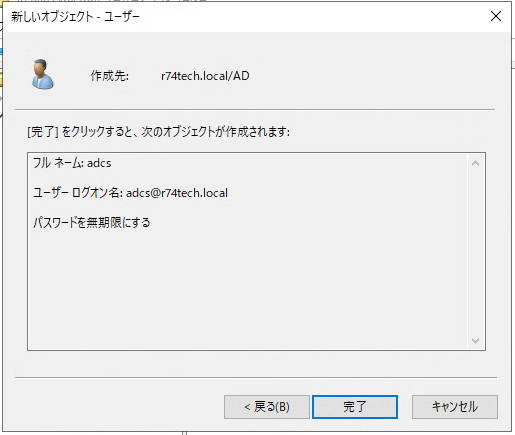 新しいオブジェクト - ユーザー
作成先: r74tech.local/AD
[完了] をクリックすると、次のオブジェクトが作成されます:
フル ネーム: adcs
ユーザー ログオン名: adcs@r74tech.local
パスワードを無期限にする
< 戻る(B) 完了 キャンセル